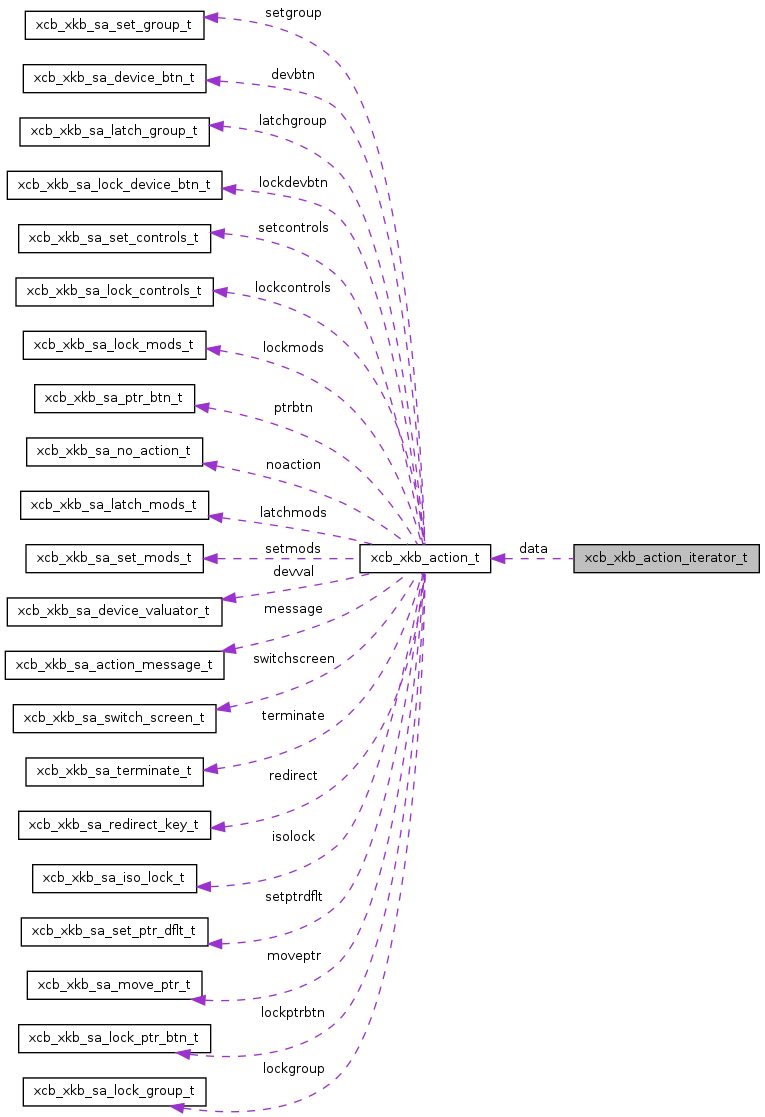 setgroup
xcb_xkb_sa_set_group_t
devbtn
xcb_xkb_sa_device_btn_t
latchgroup
xcb_xkb_sa_latch_group_t
lockdevbtn
xcb_xkb_sa_lock_device_btn_t
setcontrols
xcb_xkb_sa_set_controls_t
lockcontrols
xcb_xkb_sa_lock_controls_t
lockmods
xcb_xkb_sa_lock_mods_t
xcb_xkb_sa_ptr_btn_t
ptrbtn
xcb_xkb_sa_no_action_t
noaction
xcb_xkb_sa_latch_mods_t
latchmods
setmods
data
xcb_xkb_sa_set_mods_t
xcb_xkb_action_t
xcb_xkb_action_iterator_t
devval
xcb_xkb_sa_device_valuator_t
message
xcb_xkb_sa_action_message_t
switchscreen
xcb_xkb_sa_switch_screen_t
terminate
xcb_xkb_sa_terminate_t
redirect
xcb_xkb_sa_redirect_key_t
isolock
xcb_xkb_sa_iso_lock_t
setptrdflt
xcb_xkb_sa_set_ptr_dflt_t
moveptr
xcb_xkb_sa_move_ptr_t
lockptrbtn
xcb_xkb_sa_lock_ptr_btn_t
lockgroup
xcb_xkb_sa_lock_group_t